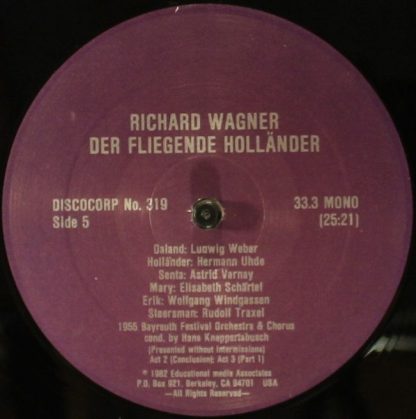 RICHARD WAGNER
DER FLIEGENDE HOLLÄNDER
DISCOCORP No. 319
Side 5
33.3 MONO
[25:21]
Daland: Ludwig Weber
Holländer: Hermann Uhde
Senta: Astrid Varnay
Mary: Elisabeth Schärtel
Erik: Wolfgang Windgassen
Steersman: Rudolf Traxel
1955 Bayreuth Festival Orchestra & Chorus
cond. by Hans Knappertsbusch
(Presented without intermissions)
Act 2 (Conclusion); Act 3 (Part 1)
℗ 1982 Educational media Associates
P.O. Box 921, Berkeley, CA 94701 USA
—All Rights Reserved—